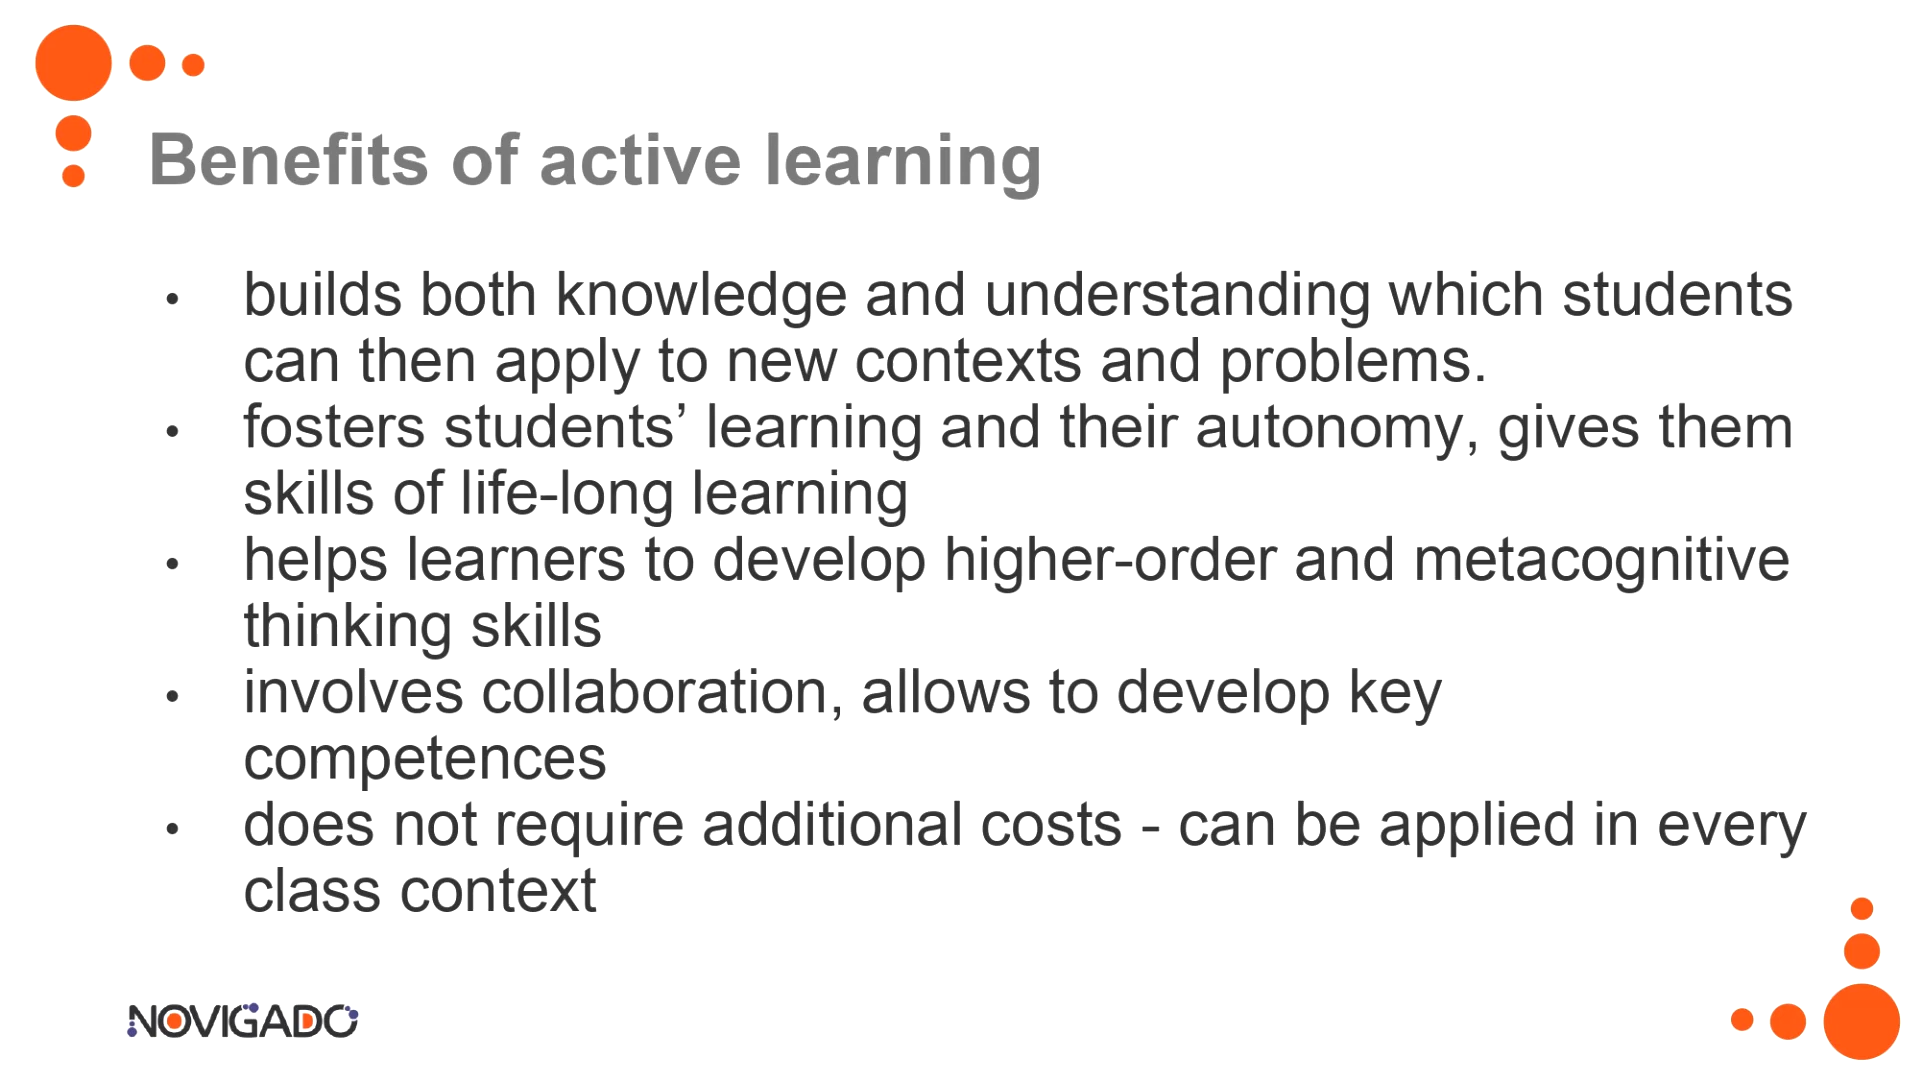 Benefits of active learning
• builds both knowledge and understanding which students
can then apply to new contexts and problems.
• fosters students’ learning and their autonomy, gives them
skills of life-long learning
• helps learners to develop higher-order and metacognitive
thinking skills
• involves collaboration, allows to develop key
competences
• does not require additional costs - can be applied in every
class context
NOVIGADO